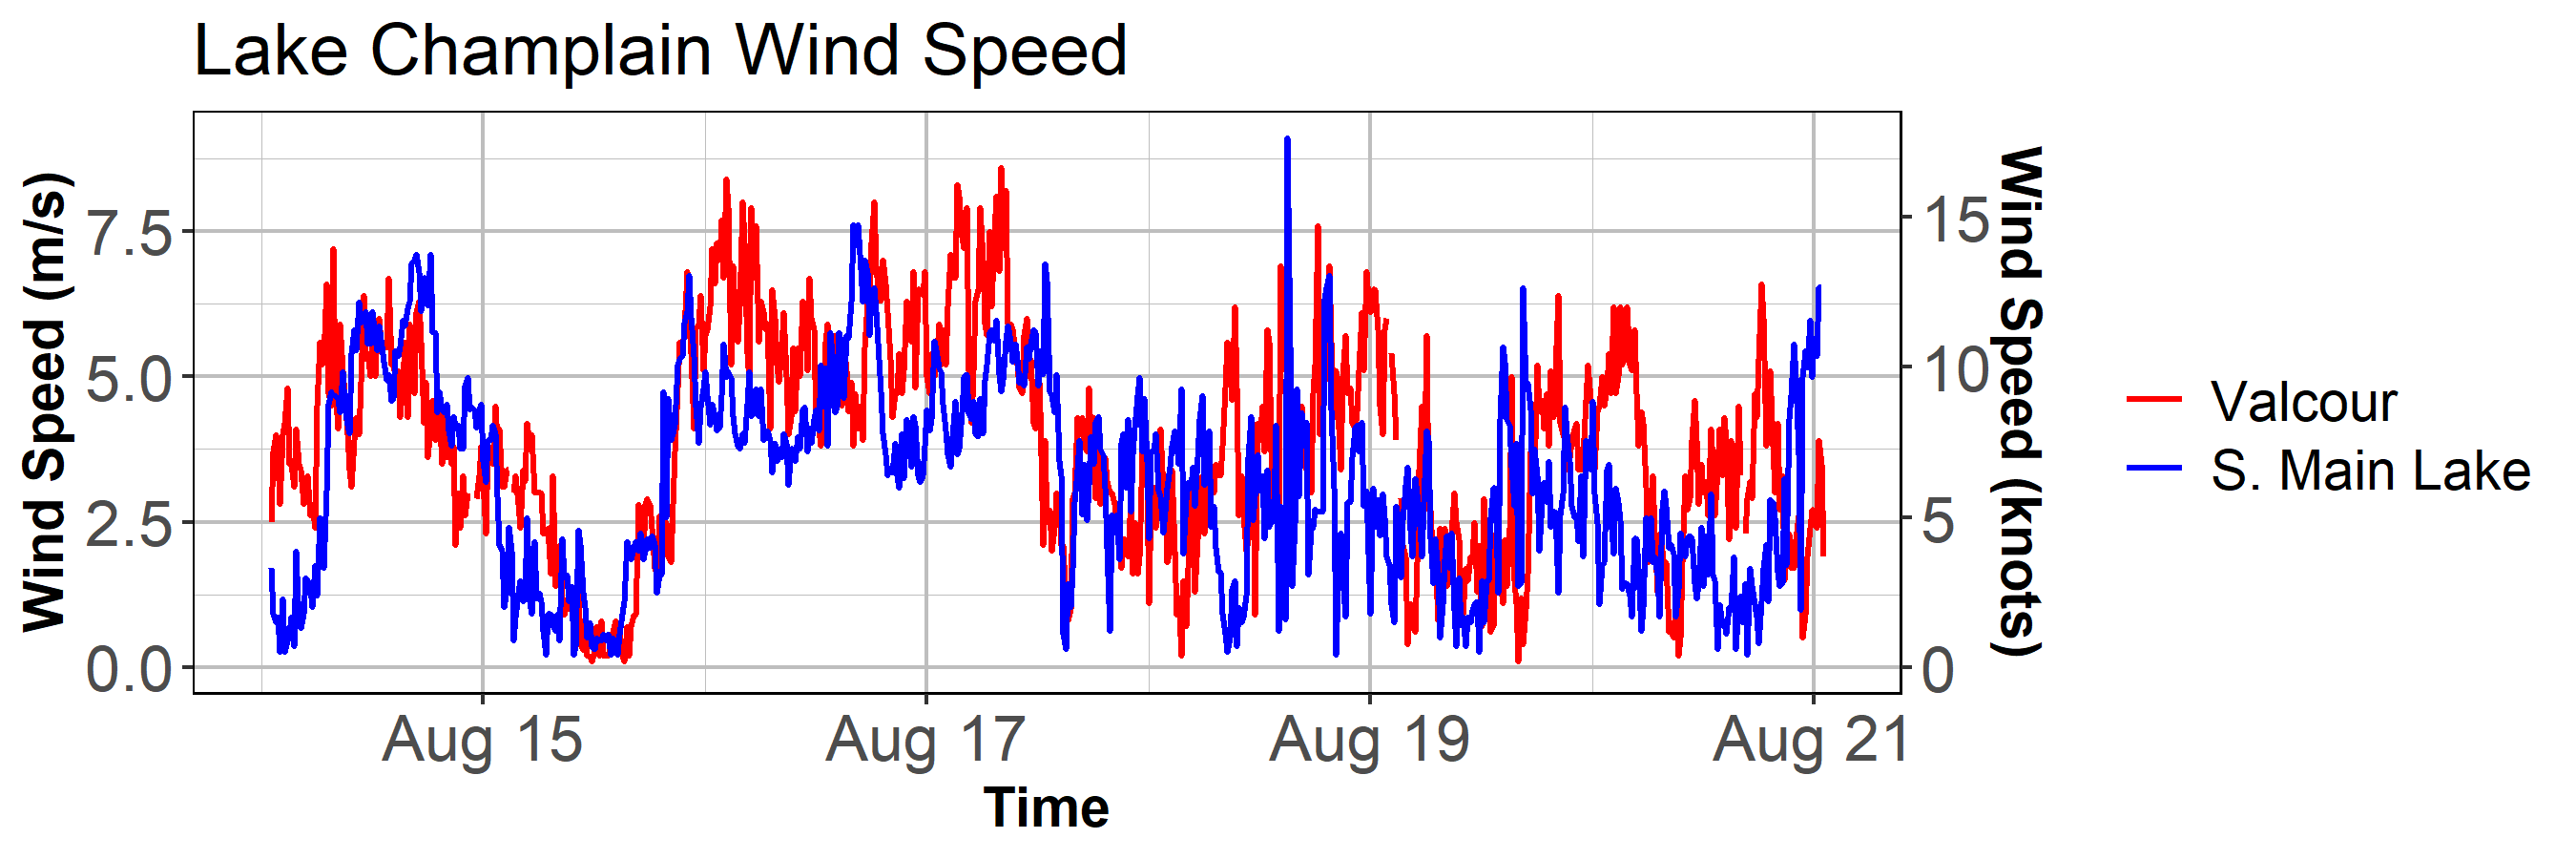 Lake Champlain Wind Speed
Wind Speed (m/s)
7.5
5.0
2.5
0.0
15
10
5
0
Wind Speed (knots)
Valcour
S. Main Lake
Aug 15
Aug 17
Aug 19
Aug 21
Time